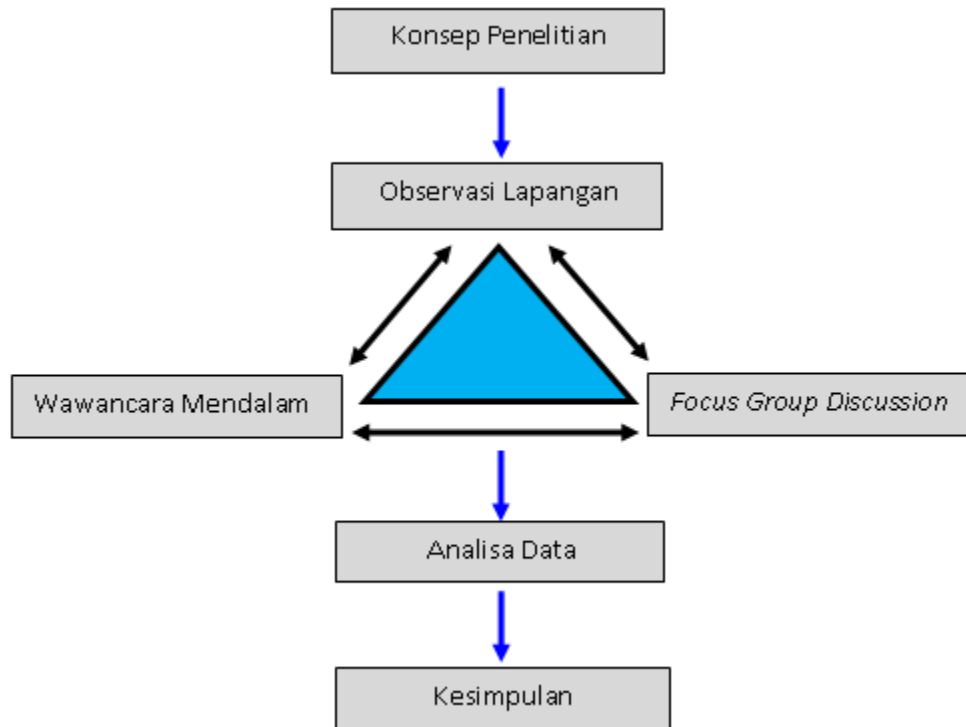 Konsep Penelitian
Observasi Lapangan
Wawancara Mendalam
Focus Group Discussion
Analisa Data
Kesimpulan